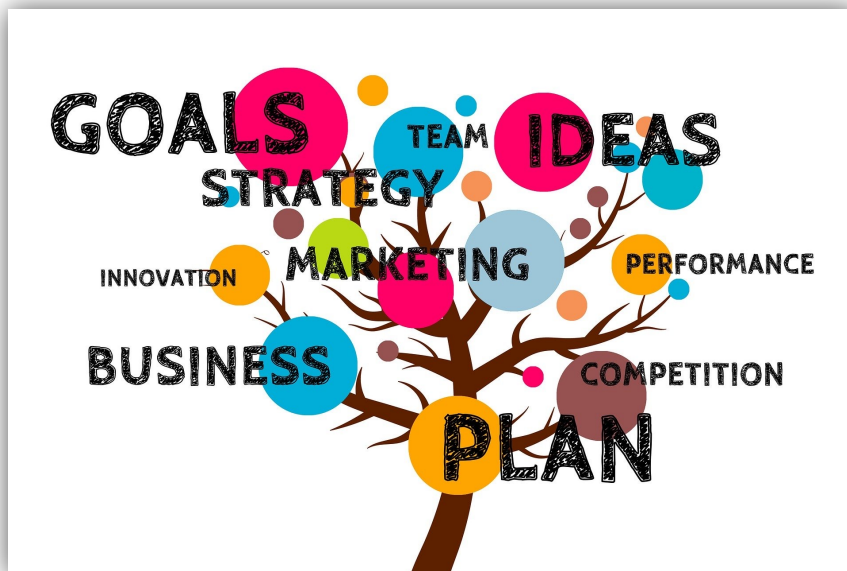 GOALS
TEAM
IDEAS
STRATEGY
MARKETING
PERFORMANCE
INNOVATION
BUSINESS
COMPETITION
PLAN